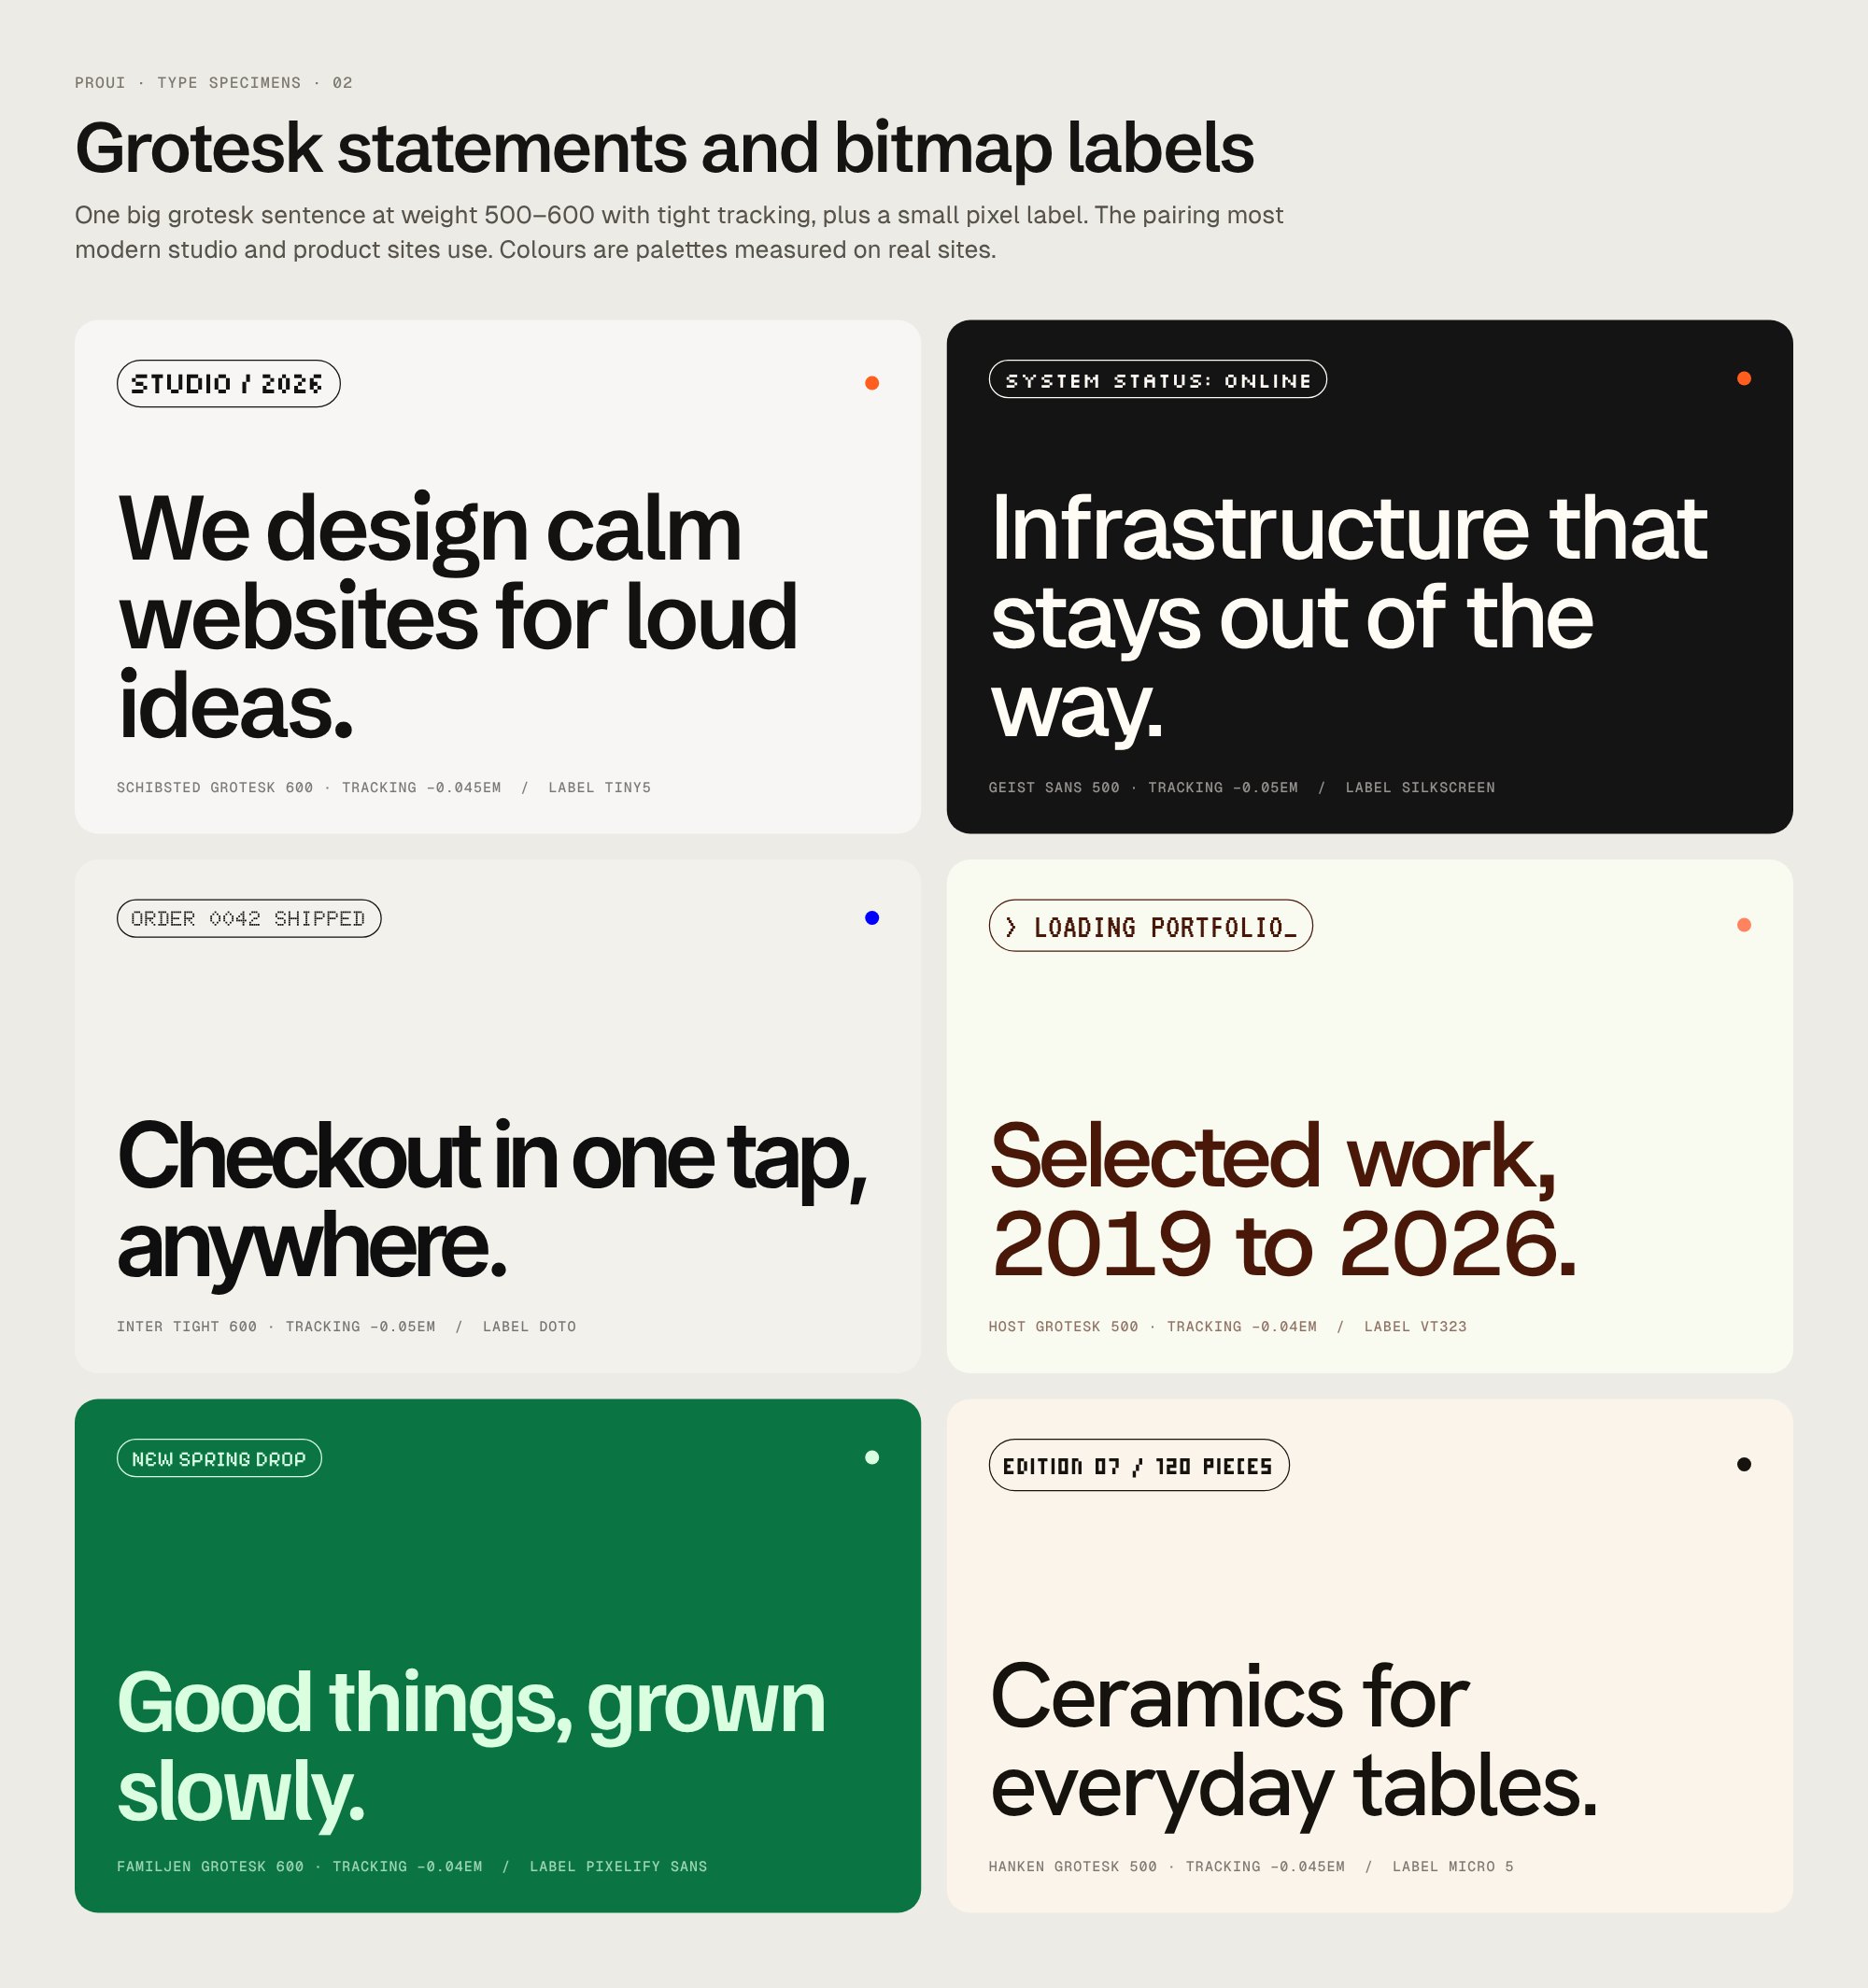 PROUI · TYPE SPECIMENS · 02
Grotesk statements and bitmap labels
One big grotesk sentence at weight 500–600 with tight tracking, plus a small pixel label. The pairing most
modern studio and product sites use. Colours are palettes measured on real sites.
STUDIO / 2026
We design calm
websites for loud
ideas.
SCHIBSTED GROTESK 600 · TRACKING -0.045EM / LABEL TINY5
SYSTEM STATUS: ONLINE
Infrastructure that
stays out of the
way.
GEIST SANS 500 · TRACKING -0.05EM / LABEL SILKSCREEN
ORDER 0042 SHIPPED
Checkout in one tap,
anywhere.
INTER TIGHT 600 · TRACKING -0.05EM / LABEL DOTO
> LOADING PORTFOLIO_
Selected work,
2019 to 2026.
HOST GROTESK 500 · TRACKING -0.04EM / LABEL VT323
NEW SPRING DROP
Good things, grown
slowly.
FAMILJEN GROTESK 600 · TRACKING -0.04EM / LABEL PIXELIFY SANS
EDITION 07 / 120 PIECES
Ceramics for
everyday tables.
HANKEN GROTESK 500 · TRACKING -0.045EM / LABEL MICRO 5